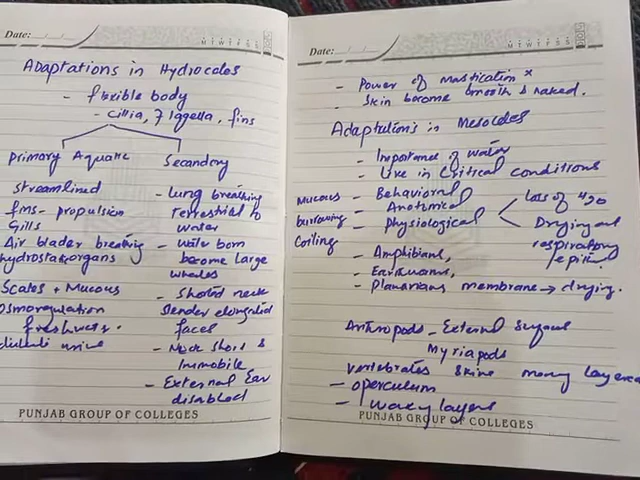 Date:
M T W T F S S
Adaptations in Hydrocoles
- flexible body
- Cillia, Flagella, fins
Primary Aquatic
Streamlined
fins - propulsion
Gills
Air blader breathing
hydrostatic organs
Scales + Mucous
Osmoregulation
freshwater.
dilute urine
Secondary
- Lung breathing
Terrestrial to
water
- Water born
become large
whales
- Shorted neck
Slender elongated
faces
- Neck short &
Immobile
- External Ear
disabled
PUNJAB GROUP OF COLLEGES
Date:
M T W T F S S
- Power of mastication x
- Skin become smooth & naked.
Adaptations in Mesocoles
- Importance of water
- Live in Critical conditions
Mucous - Behavioral
burrowing - Anatomical
Coiling - Physiological
Loss of H2O
Drying out
respiratory
epith.
- Amphibians,
- Earthworms,
- Planarians membrane → drying.
Arthropods - External
Myriapods
vertebrates Skin many layered
- operculum
- Waxy layers
PUNJAB GROUP OF COLLEGES